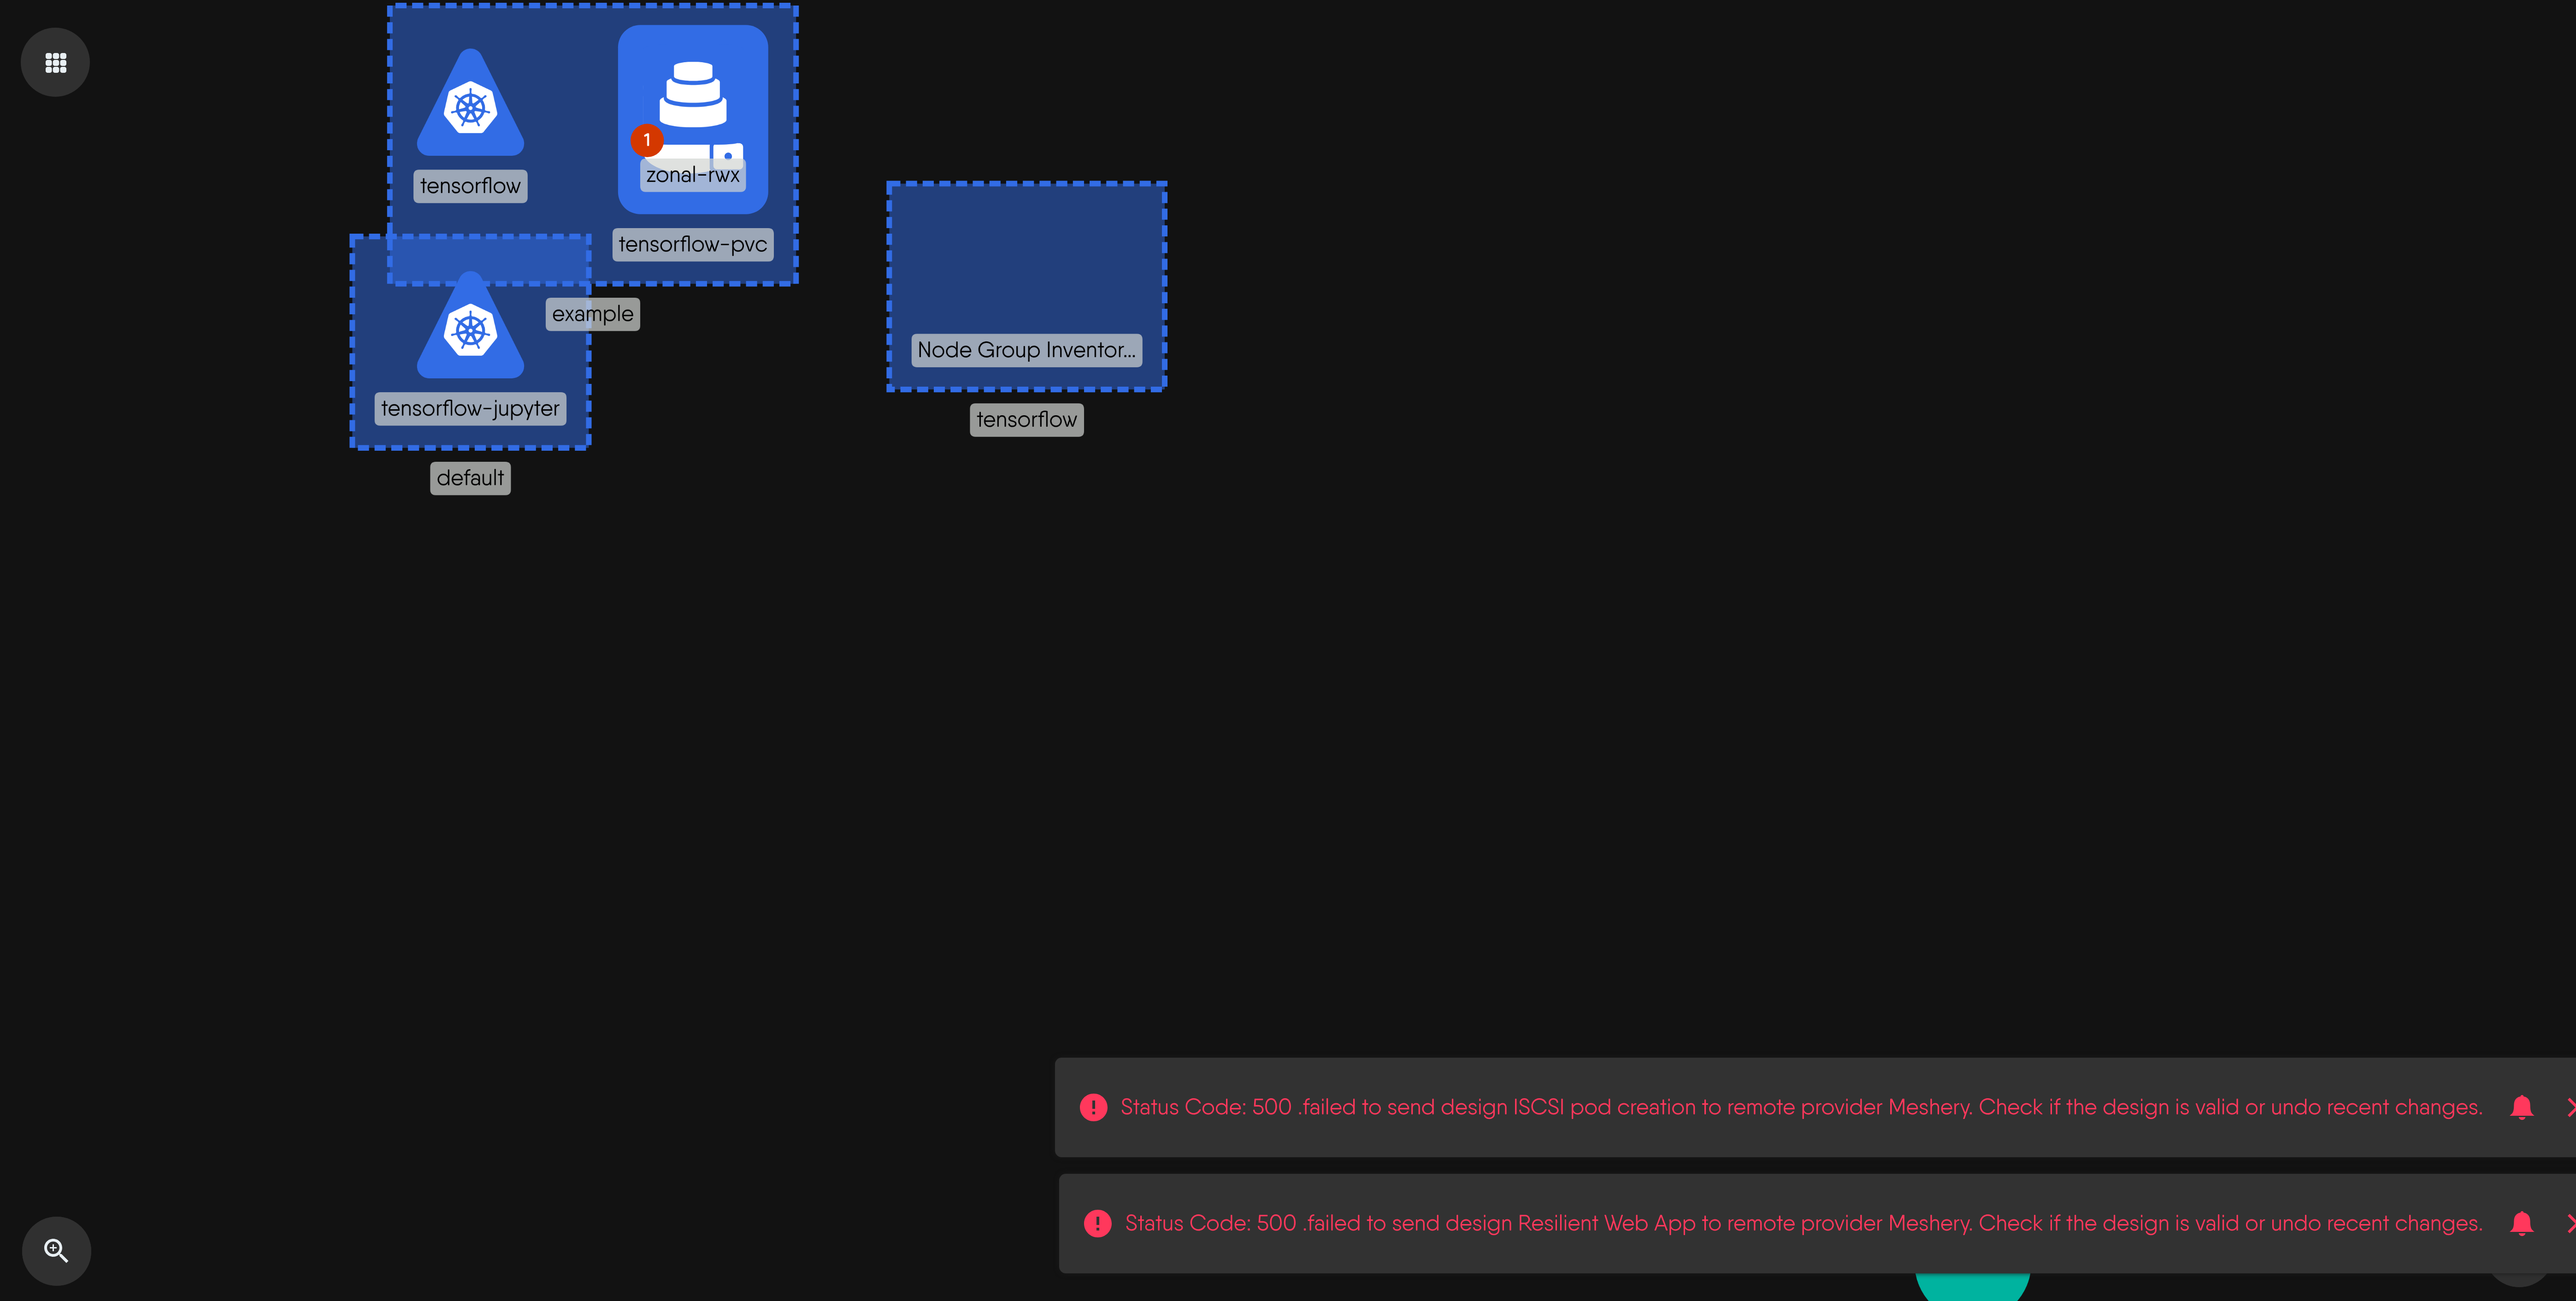 tensorflow
1
zonal-rwx
tensorflow-pvc
example
tensorflow-jupyter
default
Node Group Inventor...
tensorflow
Status Code: 500 .failed to send design ISCSI pod creation to remote provider Meshery. Check if the design is valid or undo recent changes.
Status Code: 500 .failed to send design Resilient Web App to remote provider Meshery. Check if the design is valid or undo recent changes.